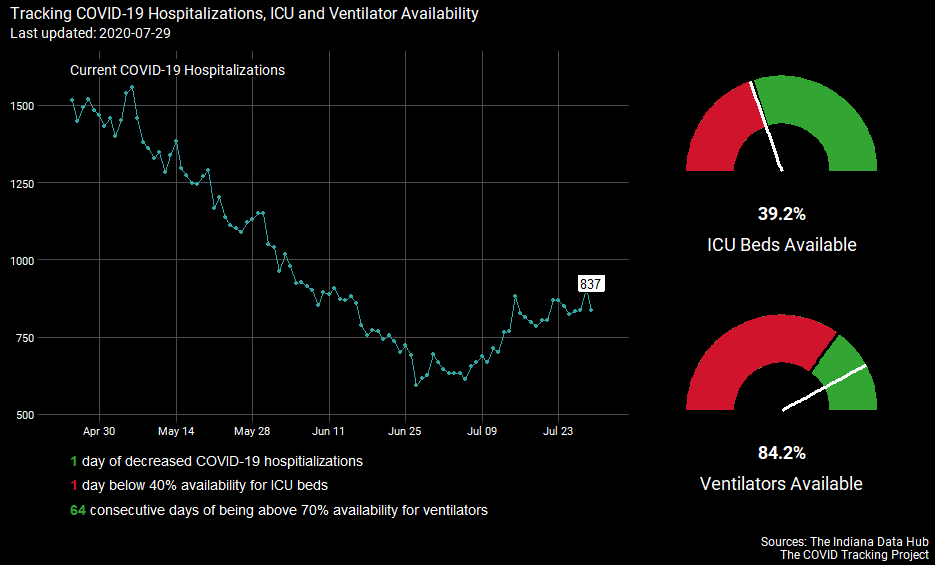 Tracking COVID-19 Hospitalizations, ICU and Ventilator Availability
Last updated: 2020-07-29
Current COVID-19 Hospitalizations
1500
1250
1000
750
500
837
Apr 30
May 14
May 28
Jun 11
Jun 25
Jul 09
Jul 23
1 day of decreased COVID-19 hospitializations
1 day below 40% availability for ICU beds
64 consecutive days of being above 70% availability for ventilators
39.2%
ICU Beds Available
84.2%
Ventilators Available
Sources: The Indiana Data Hub
The COVID Tracking Project